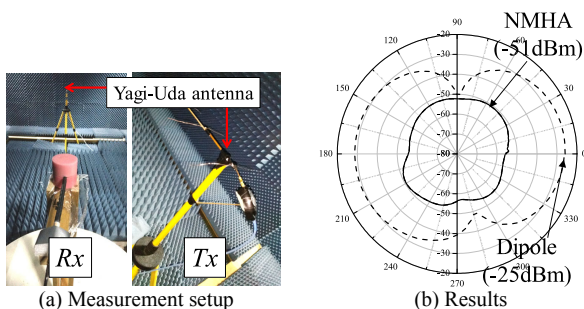 Yagi-Uda antenna
Rx
Tx
(a) Measurement setup
90
-20
120
60
NMHA
(-51dBm)
-30
150
-40
30
-50
-60
-70
180
-80
0
-70
-60
210
-50
330
-40
-30
240
300
-20
270
Dipole
(-25dBm)
(b) Results